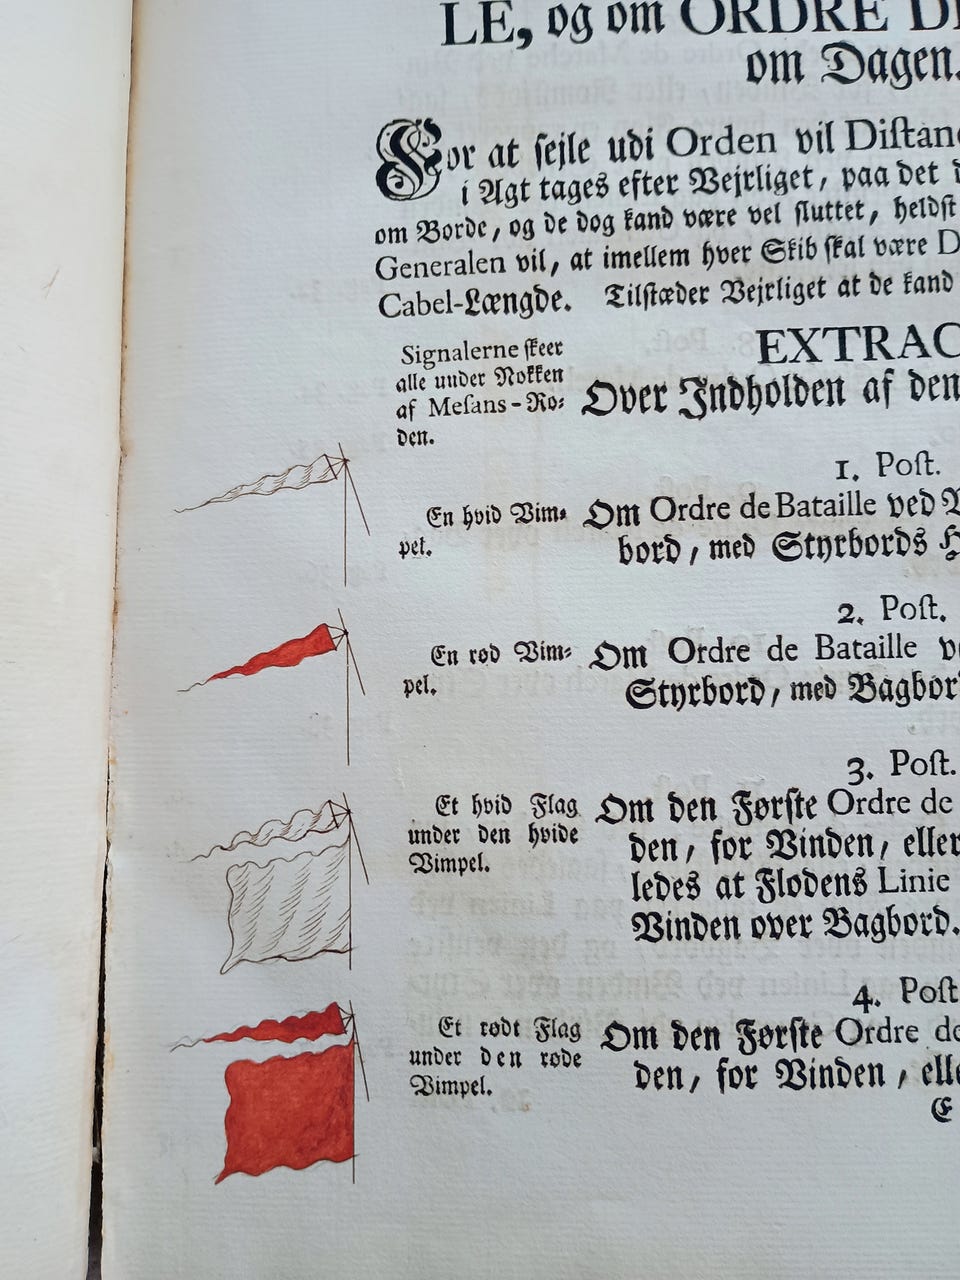 LE, og om ORDRE DE
om Dagen.
For at sejle udi Orden vil Distan
i Agt tages efter Vejrliget, paa det
om Borde, og de dog kand være vel sluttet, heldst
Generalen vil, at imellem hver Skib skal være
Cabel-Længde. Tilstæder Vejrliget at de kand
Signalerne skeer
alle under Nokken
af Mesans-Ro-
den.
EXTRAC
Over Indholden af den
1. Post.
En hvid Vim-
pel.
Om Ordre de Bataille ved
bord, med Styrbords
2. Post.
En rød Vim-
pel.
Om Ordre de Bataille
Styrbord, med Bagbor
3. Post.
Et hvid Flag
under den hvide
Vimpel.
Om den Første Ordre de
den, for Vinden, eller
ledes at Flodens Linie
Vinden over Bagbord.
4. Post
Et rødt Flag
under den røde
Vimpel.
Om den Første Ordre de
den, for Vinden, elle
E